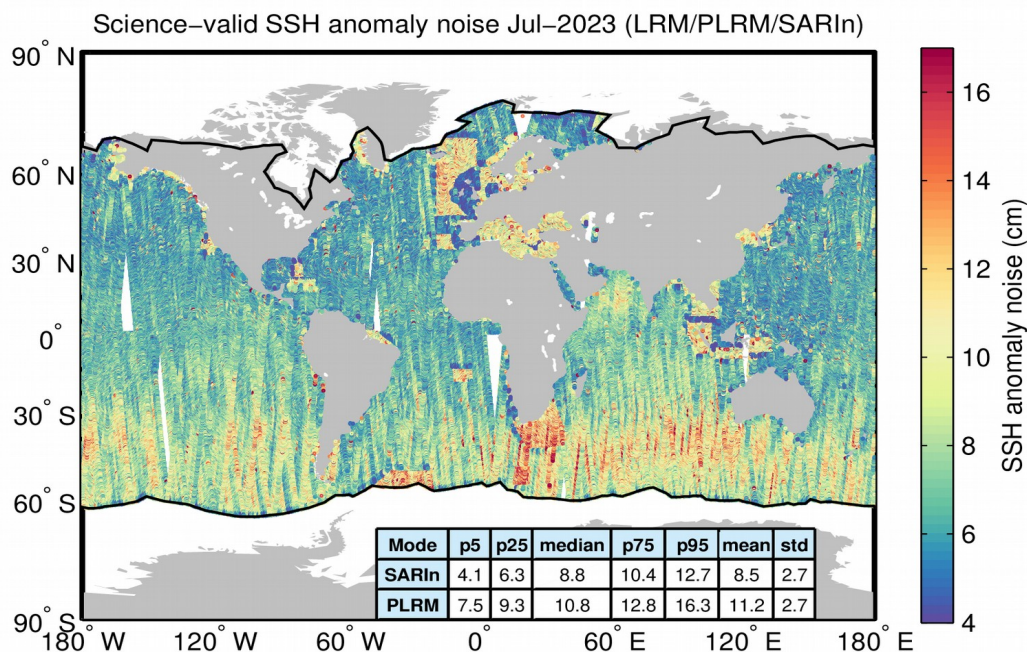 Science−valid SSH anomaly noise Jul−2023 (LRM/PLRM/SARIn)
90° N
60° N
30° N
0°
30° S
60° S
90° S
180° W
120° W
60° W
0°
60° E
120° E
180° E
Mode p5 p25 median p75 p95 mean std
SARIn 4.1 6.3 8.8 10.4 12.7 8.5 2.7
PLRM 7.5 9.3 10.8 12.8 16.3 11.2 2.7
16
14
12
10
8
6
4
SSH anomaly noise (cm)